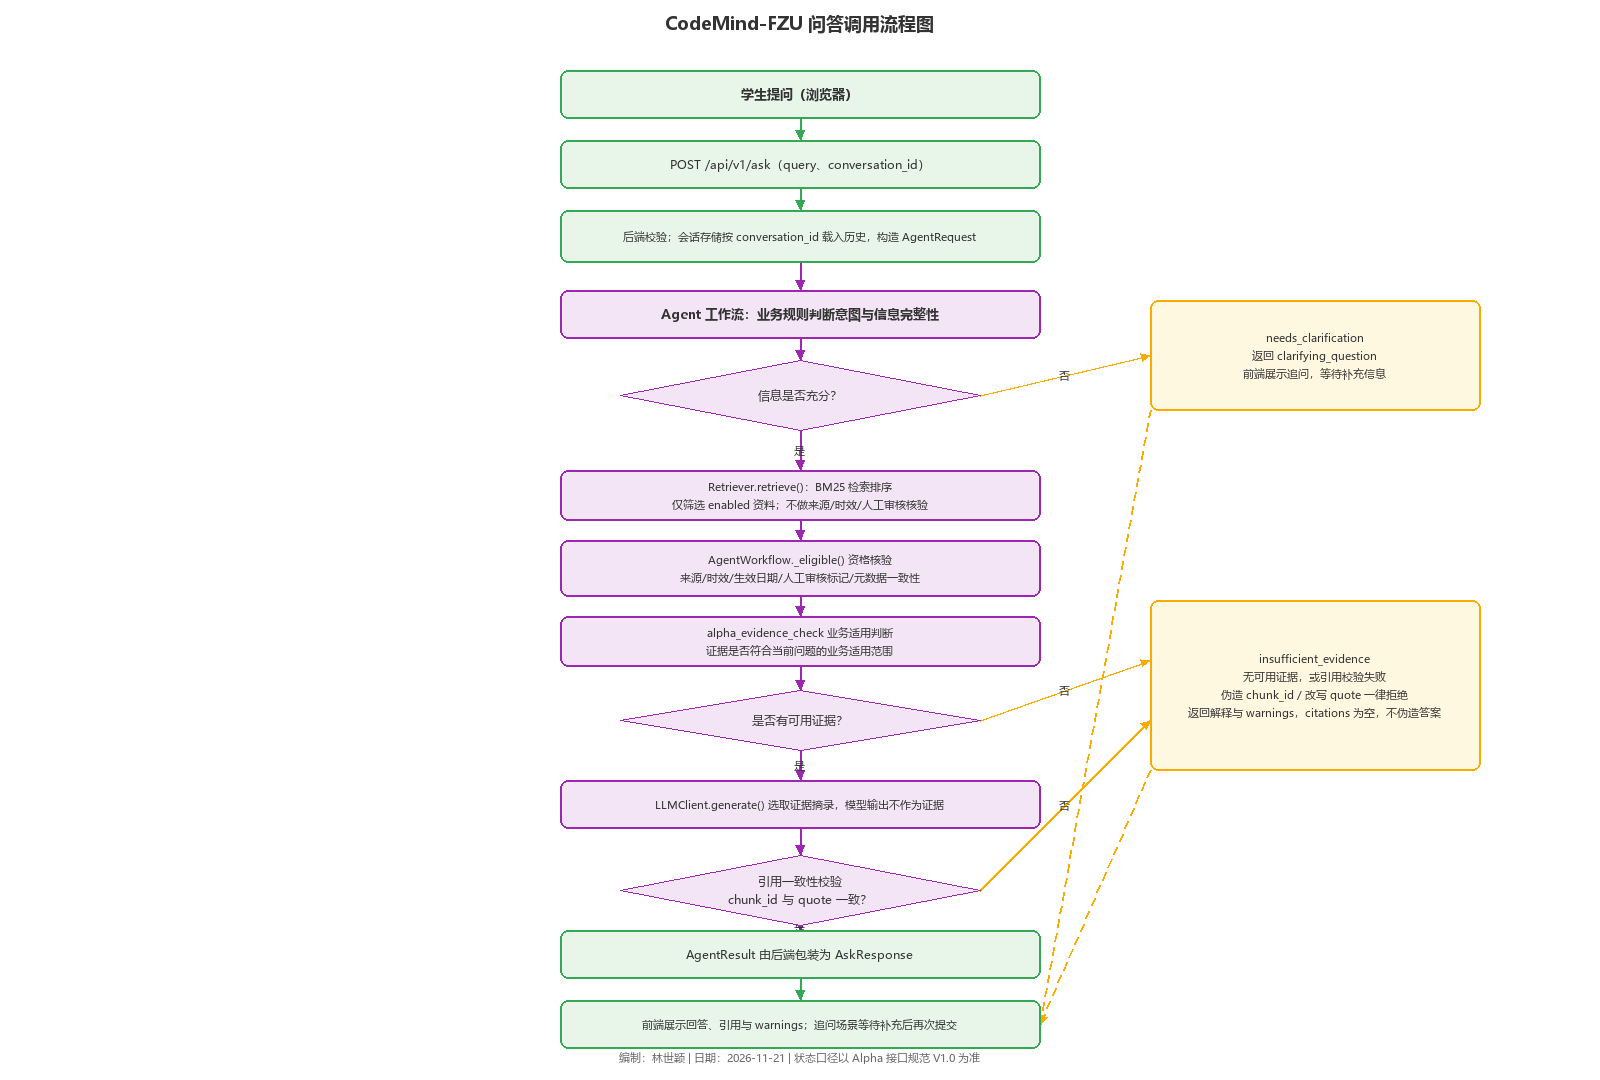 CodeMind-FZU 问答调用流程图
学生提问（浏览器）
POST /api/v1/ask（query、conversation_id）
后端校验；会话存储按 conversation_id 载入历史，构造 AgentRequest
Agent 工作流：业务规则判断意图与信息完整性
信息是否充分？
否
needs_clarification
返回 clarifying_question
前端展示追问，等待补充信息
是
Retriever.retrieve()：BM25 检索排序
仅筛选 enabled 资料；不做来源/时效/人工审核核验
AgentWorkflow._eligible() 资格核验
来源/时效/生效日期/人工审核标记/元数据一致性
alpha_evidence_check 业务适用判断
证据是否符合当前问题的业务适用范围
是否有可用证据？
否
insufficient_evidence
无可用证据，或引用校验失败
伪造 chunk_id / 改写 quote 一律拒绝
返回解释与 warnings，citations 为空，不伪造答案
是
LLMClient.generate() 选取证据摘录，模型输出不作为证据
否
引用一致性校验
chunk_id 与 quote 一致？
AgentResult 由后端包装为 AskResponse
前端展示回答、引用与 warnings；追问场景等待补充后再次提交
编制：林世颖 | 日期：2026-11-21 | 状态口径以 Alpha 接口规范 V1.0 为准